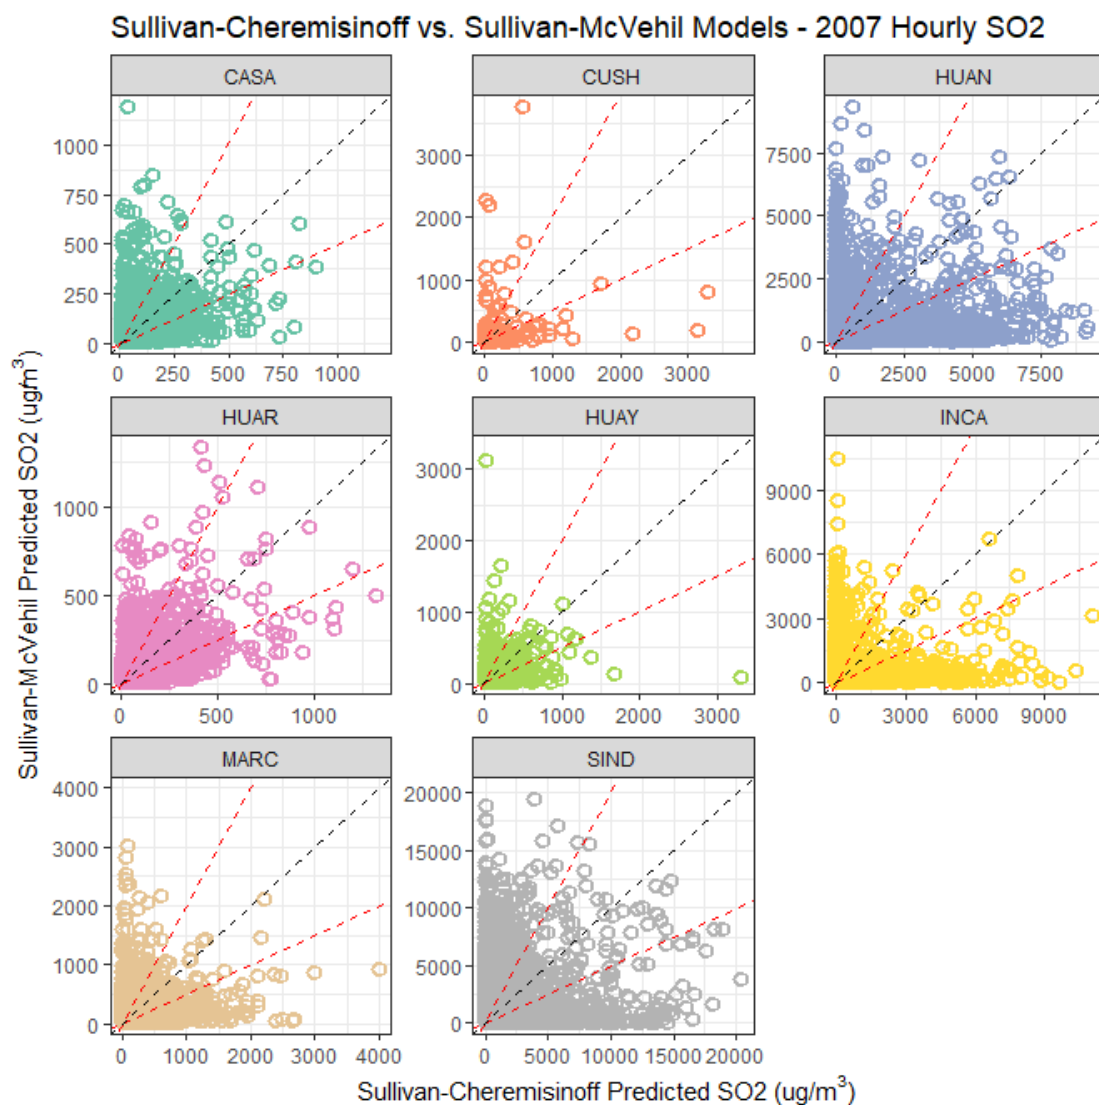 Sullivan-Cheremisinoff vs. Sullivan-McVehil Models - 2007 Hourly SO2
CASA
CUSH
HUAN
1000
750
500
250
0
0 250 500 750 1000
3000
2000
1000
0
0 1000 2000 3000
7500
5000
2500
0
0 2500 5000 7500
HUAR
HUAY
INCA
1000
500
0
0 500 1000
3000
2000
1000
0
0 1000 2000 3000
9000
6000
3000
0
0 3000 6000 9000
MARC
SIND
4000
3000
2000
1000
0
0 1000 2000 3000 4000
20000
15000
10000
5000
0
0 5000 10000 15000 20000
Sullivan-McVehil Predicted SO2 (ug/m³)
Sullivan-Cheremisinoff Predicted SO2 (ug/m³)